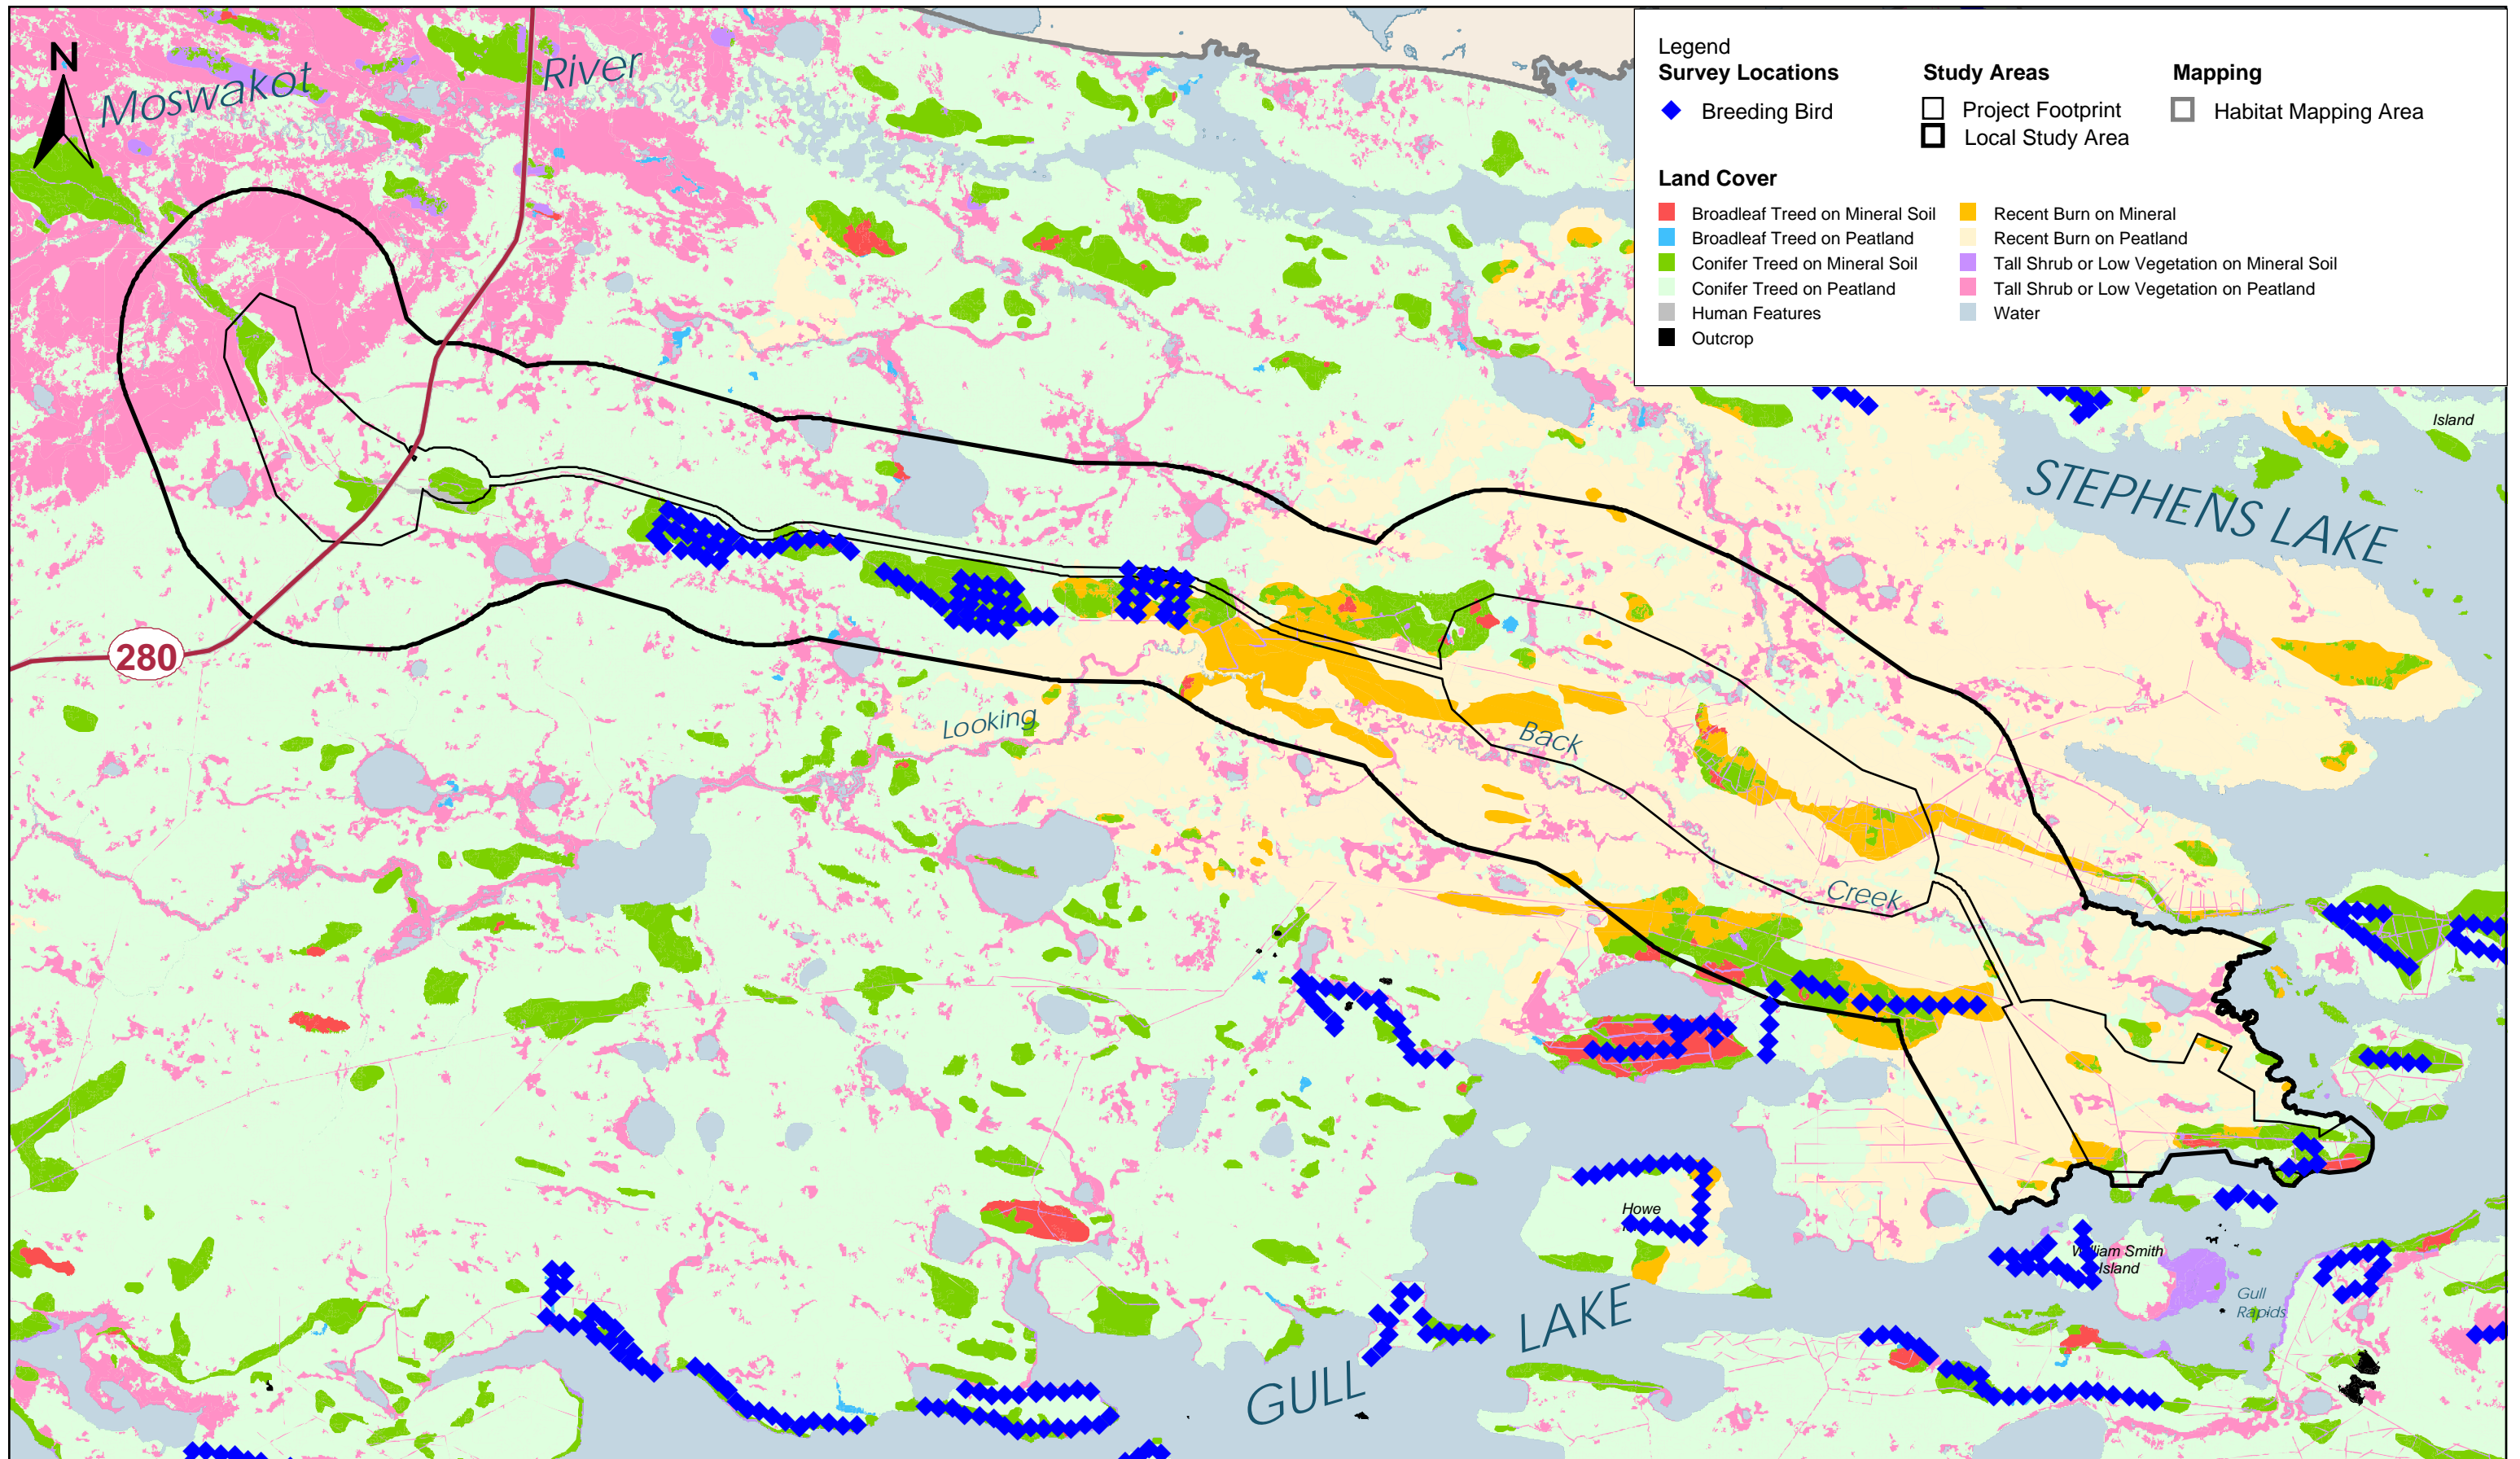 N
Moswakot
River
Legend
Survey Locations
Breeding Bird
Study Areas
Project Footprint
Local Study Area
Mapping
Habitat Mapping Area
Land Cover
Broadleaf Treed on Mineral Soil
Broadleaf Treed on Peatland
Conifer Treed on Mineral Soil
Conifer Treed on Peatland
Human Features
Outcrop
Recent Burn on Mineral
Recent Burn on Peatland
Tall Shrub or Low Vegetation on Mineral Soil
Tall Shrub or Low Vegetation on Peatland
Water
Island
STEPHENS LAKE
280
Looking
Back
Creek
Howe
William Smith
Island
Gull
Rapids
GULL
LAKE